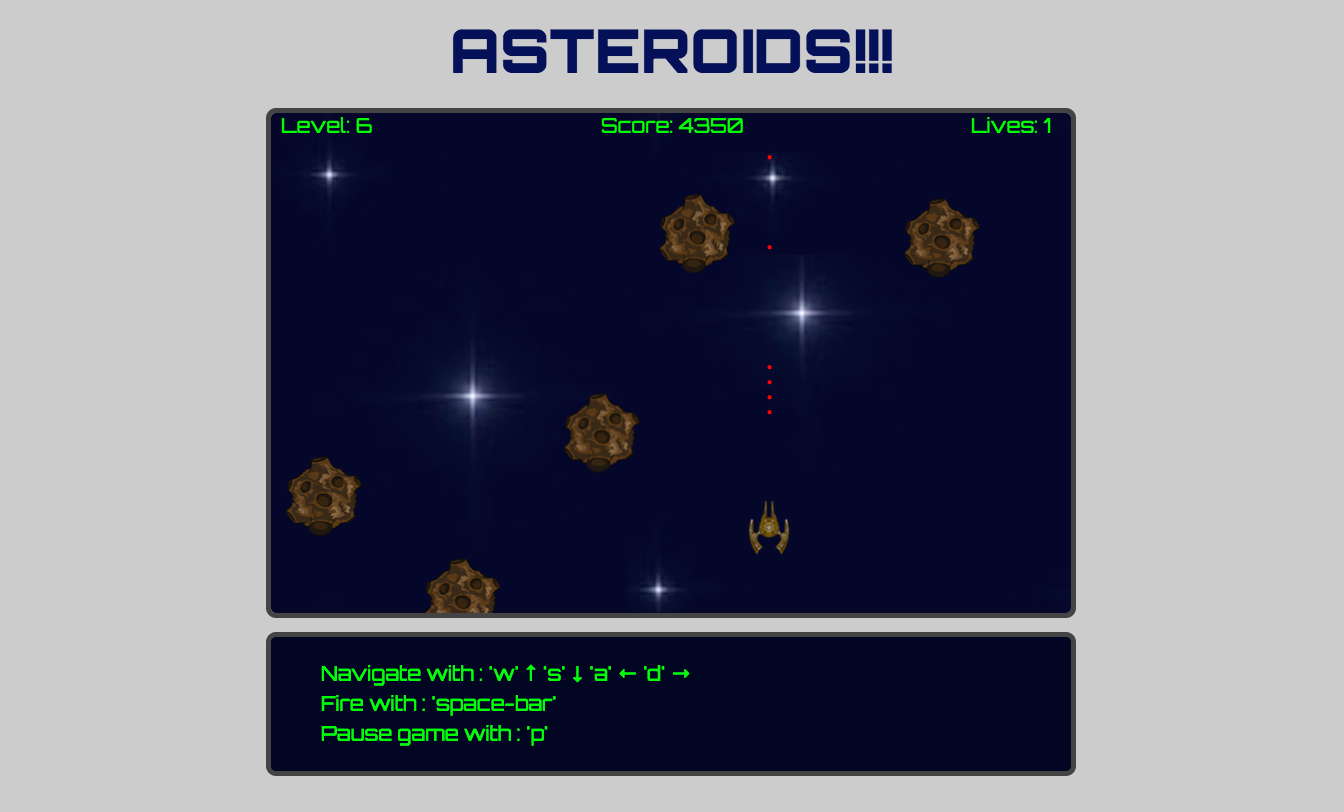 ASTEROIDS!!!
Level: 6 Score: 4350 Lives: 1
Navigate with : 'w' ↑ 's' ↓ 'a' ← 'd' →
Fire with : 'space-bar'
Pause game with : 'p'